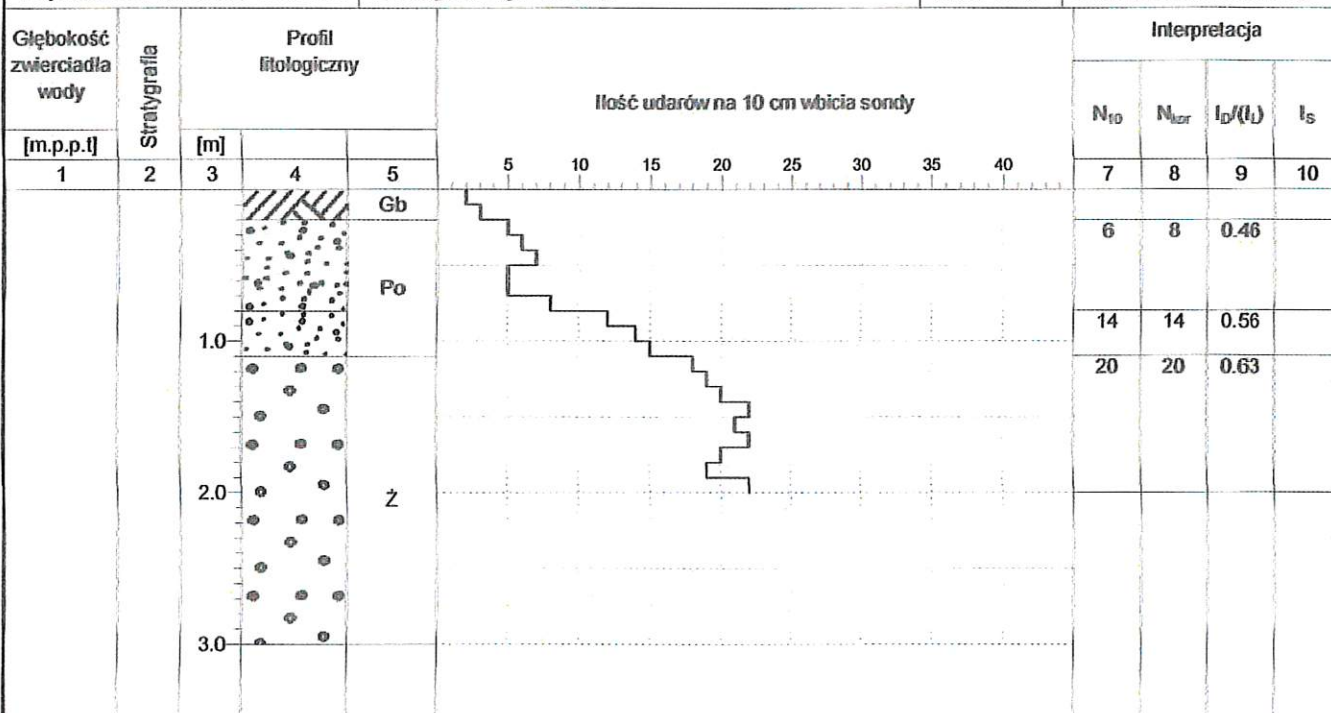 Głębokość zwierciadła wody
[m.p.p.t]
Stratygrafia
Profil litologiczny
[m]
Ilość udarów na 10 cm wbicia sondy
Interpretacja
N10 Nkor ID/(IL) IS
1 2 3 4 5 7 8 9 10
5 10 15 20 25 30 35 40
Gb
Po
6 8 0.46
1.0
14 14 0.56
20 20 0.63
2.0
Ż
3.0